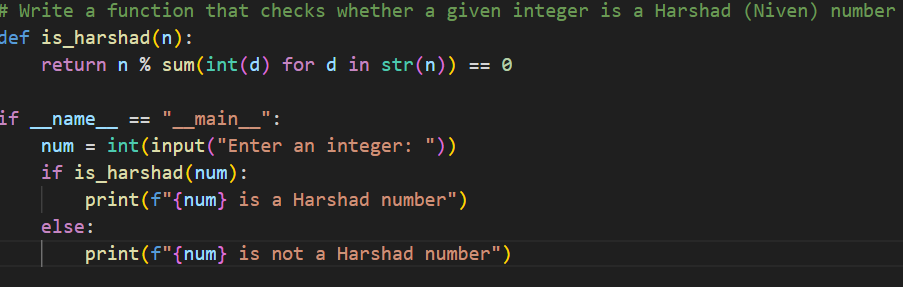 # Write a function that checks whether a given integer is a Harshad (Niven) number
def is_harshad(n):
    return n % sum(int(d) for d in str(n)) == 0

if __name__ == "__main__":
    num = int(input("Enter an integer: "))
    if is_harshad(num):
        print(f"{num} is a Harshad number")
    else:
        print(f"{num} is not a Harshad number")